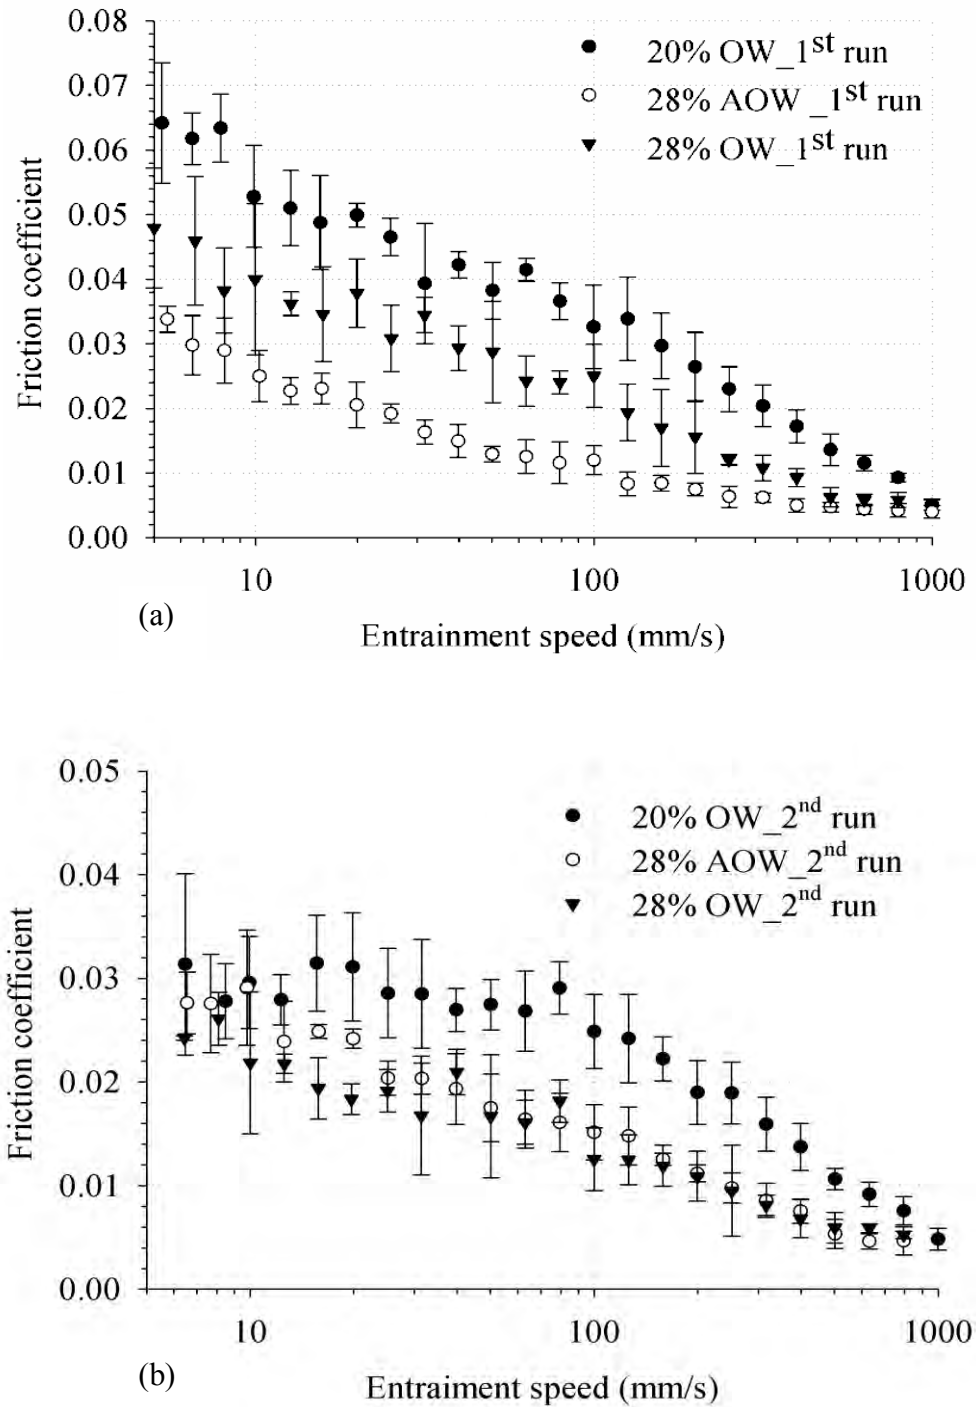 0.08
0.07
0.06
0.05
0.04
0.03
0.02
0.01
0.00
Friction coefficient
20% OW_1st run
28% AOW_1st run
28% OW_1st run
10
100
1000
(a)
Entrainment speed (mm/s)
0.05
0.04
0.03
0.02
0.01
0.00
Friction coefficient
20% OW_2nd run
28% AOW_2nd run
28% OW_2nd run
10
100
1000
(b)
Entraiment speed (mm/s)